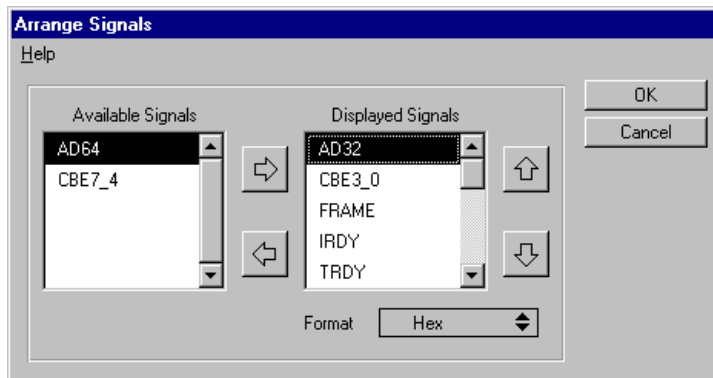 Arrange Signals
Help
OK
Cancel
Available Signals
Displayed Signals
AD64
CBE7_4
AD32
CBE3_0
FRAME
IRDY
TRDY
Format Hex